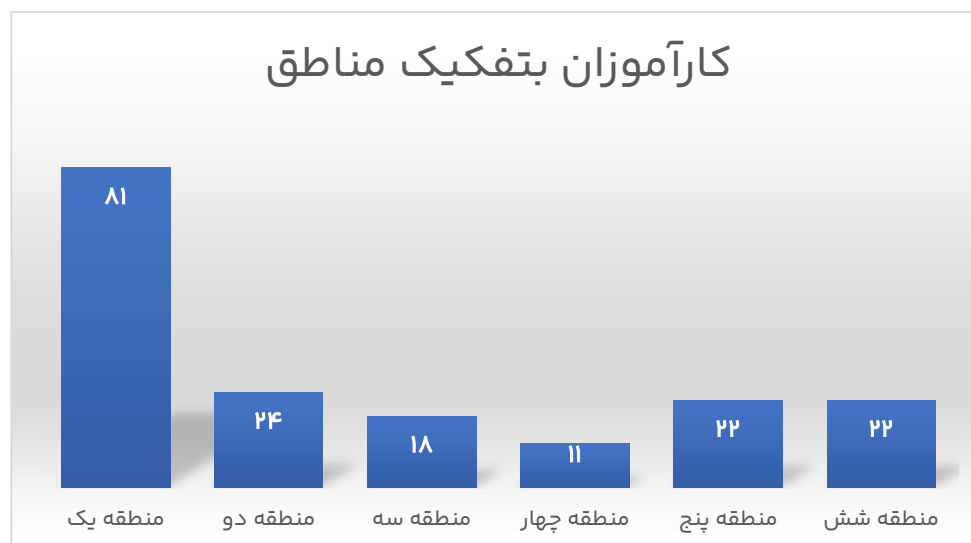 کارآموزان بتفکیک مناطق
۸۱
۲۴
۱۸
۱۱
۲۲
۲۲
منطقه یک
منطقه دو
منطقه سه
منطقه چهار
منطقه پنج
منطقه شش